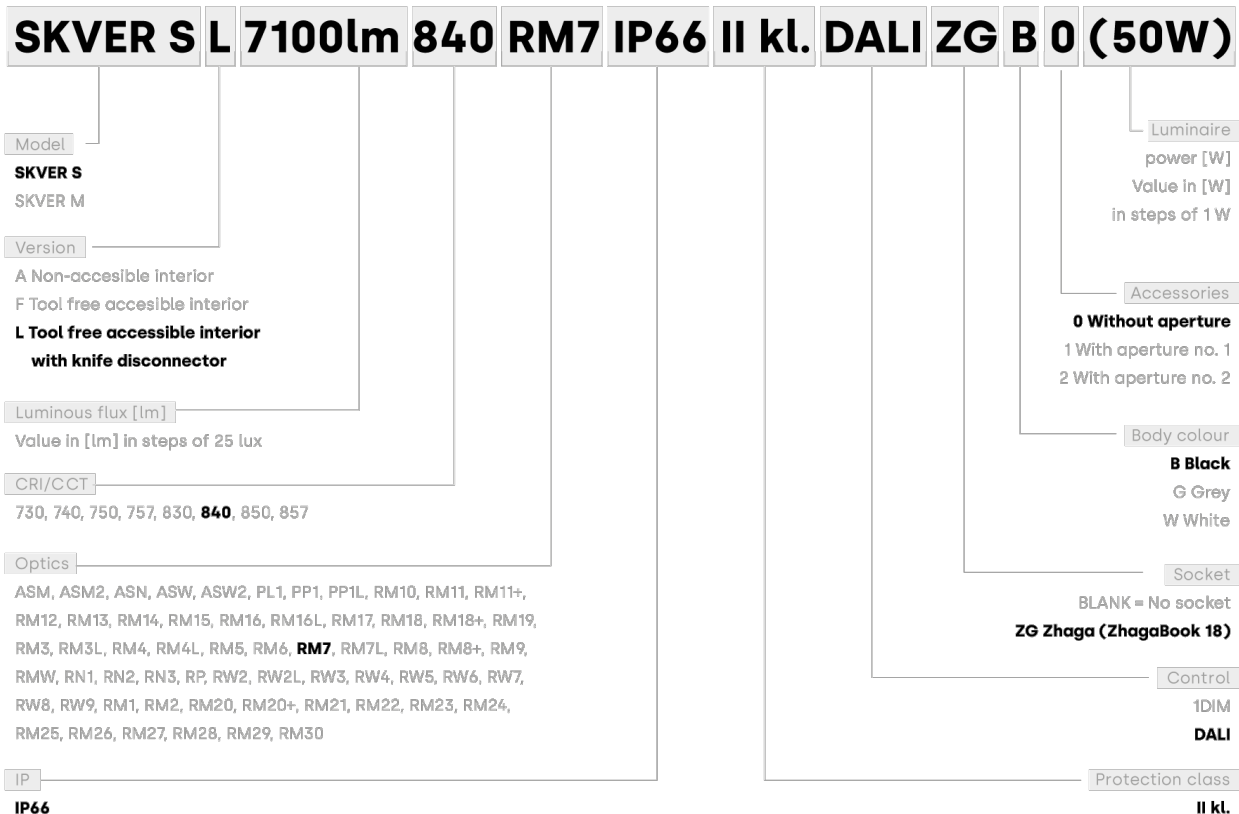 SKVER S L 7100lm 840 RM7 IP66 II kl. DALI ZG B 0 (50W)
Model
SKVER S
SKVER M
Version
A Non-accesible interior
F Tool free accesible interior
L Tool free accessible interior
with knife disconnector
Luminous flux [lm]
Value in [lm] in steps of 25 lux
CRI/CCT
730, 740, 750, 757, 830, 840, 850, 857
Optics
ASM, ASM2, ASN, ASW, ASW2, PL1, PP1, PP1L, RM10, RM11, RM11+,
RM12, RM13, RM14, RM15, RM16, RM16L, RM17, RM18, RM18+, RM19,
RM3, RM3L, RM4, RM4L, RM5, RM6, RM7, RM7L, RM8, RM8+, RM9,
RMW, RN1, RN2, RN3, RP, RW2, RW2L, RW3, RW4, RW5, RW6, RW7,
RW8, RW9, RM1, RM2, RM20, RM20+, RM21, RM22, RM23, RM24,
RM25, RM26, RM27, RM28, RM29, RM30
IP
IP66
Luminaire
power [W]
Value in [W]
in steps of 1 W
Accessories
0 Without aperture
1 With aperture no. 1
2 With aperture no. 2
Body colour
B Black
G Grey
W White
Socket
BLANK = No socket
ZG Zhaga (ZhagaBook 18)
Control
1DIM
DALI
Protection class
II kl.